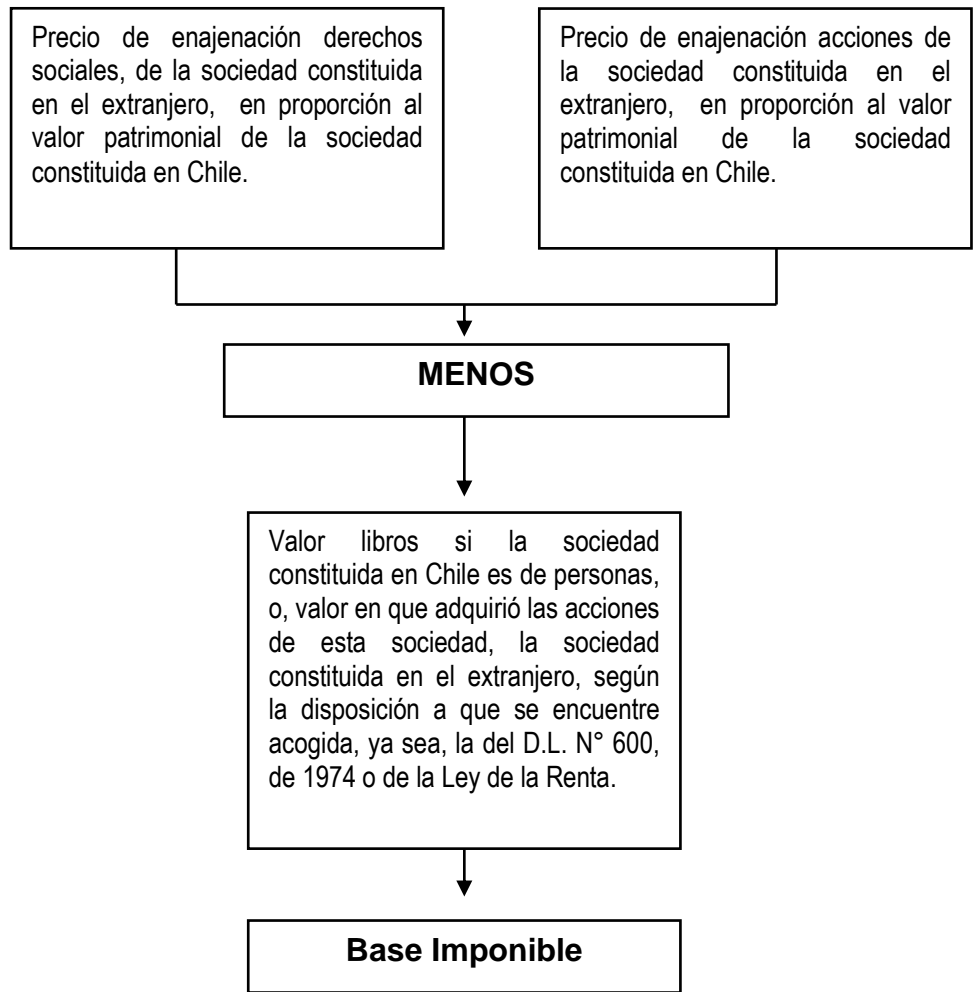 Precio de enajenación derechos
sociales, de la sociedad constituida
en el extranjero, en proporción al
valor patrimonial de la sociedad
constituida en Chile.
Precio de enajenación acciones de
la sociedad constituida en el
extranjero, en proporción al valor
patrimonial de la sociedad
constituida en Chile.
MENOS
Valor libros si la sociedad
constituida en Chile es de personas,
o, valor en que adquirió las acciones
de esta sociedad, la sociedad
constituida en el extranjero, según
la disposición a que se encuentre
acogida, ya sea, la del D.L. N° 600,
de 1974 o de la Ley de la Renta.
Base Imponible